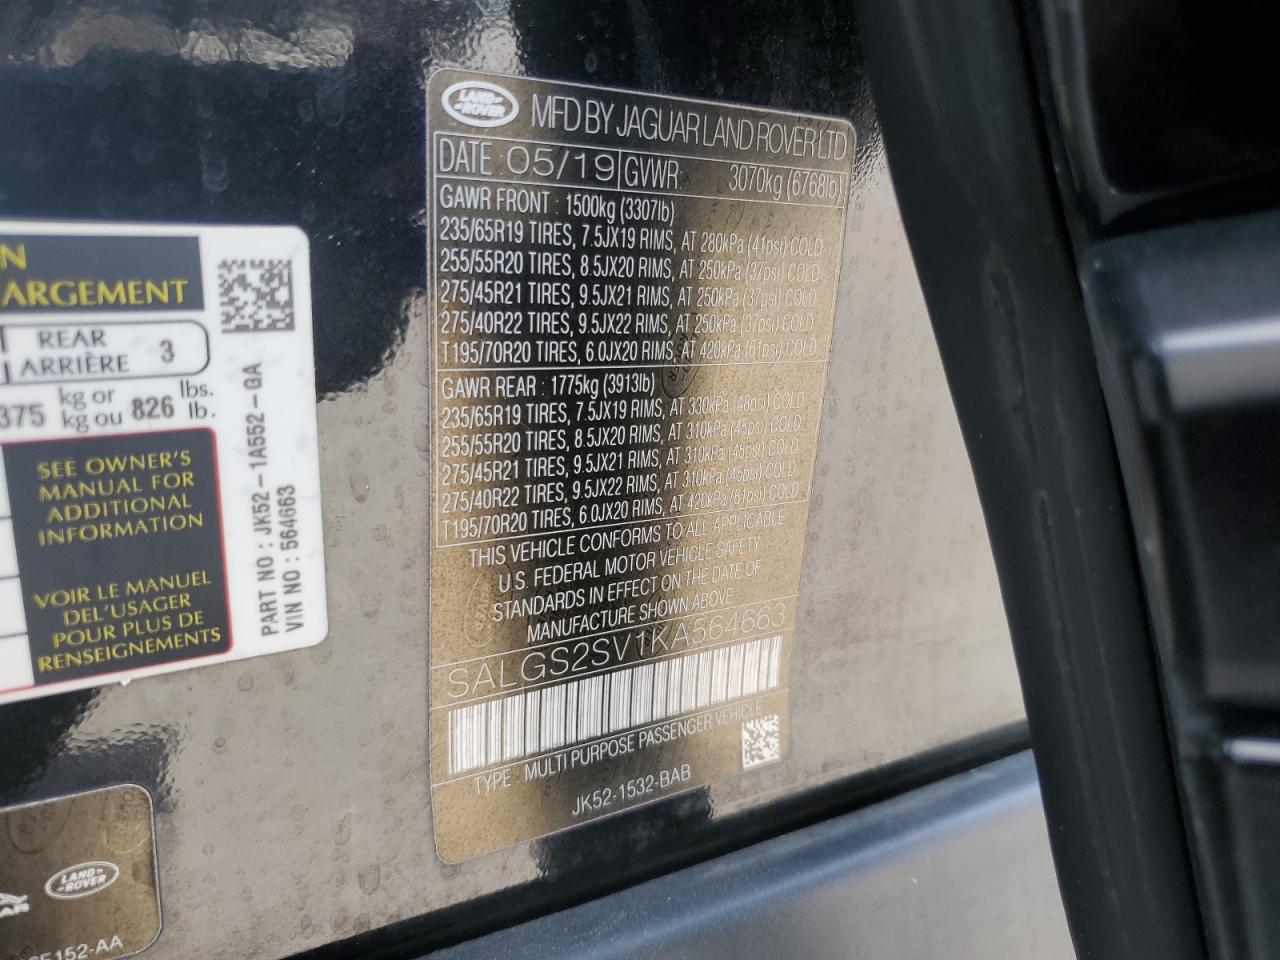 LAND ROVER MFD BY JAGUAR LAND ROVER LTD
DATE: 05/19 GVWR: 3070kg (6768lb)
GAWR FRONT : 1500kg (3307lb)
235/65R19 TIRES, 7.5JX19 RIMS, AT 280kPa (41psi) COLD
255/55R20 TIRES, 8.5JX20 RIMS, AT 250kPa (37psi) COLD
275/45R21 TIRES, 9.5JX21 RIMS, AT 250kPa (37psi) COLD
275/40R22 TIRES, 9.5JX22 RIMS, AT 250kPa (37psi) COLD
T195/70R20 TIRES, 6.0JX20 RIMS, AT 420kPa (61psi) COLD
GAWR REAR : 1775kg (3913lb)
235/65R19 TIRES, 7.5JX19 RIMS, AT 330kPa (48psi) COLD
255/55R20 TIRES, 8.5JX20 RIMS, AT 310kPa (45psi) COLD
275/45R21 TIRES, 9.5JX21 RIMS, AT 310kPa (45psi) COLD
275/40R22 TIRES, 9.5JX22 RIMS, AT 310kPa (45psi) COLD
T195/70R20 TIRES, 6.0JX20 RIMS, AT 420kPa (61psi) COLD
THIS VEHICLE CONFORMS TO ALL APPLICABLE
U.S. FEDERAL MOTOR VEHICLE SAFETY
STANDARDS IN EFFECT ON THE DATE OF
MANUFACTURE SHOWN ABOVE
SALGS2SV1KA564663
TYPE : MULTI PURPOSE PASSENGER VEHICLE
JK52-1532-BAB
N
ARGEMENT
REAR
ARRIÈRE 3
375 kg or 826 lbs.
kg ou lb.
SEE OWNER'S
MANUAL FOR
ADDITIONAL
INFORMATION
VOIR LE MANUEL
DEL'USAGER
POUR PLUS DE
RENSEIGNEMENTS
PART NO : JK52-1A552-GA
VIN NO : 564663
LAND ROVER
AR
152-AA